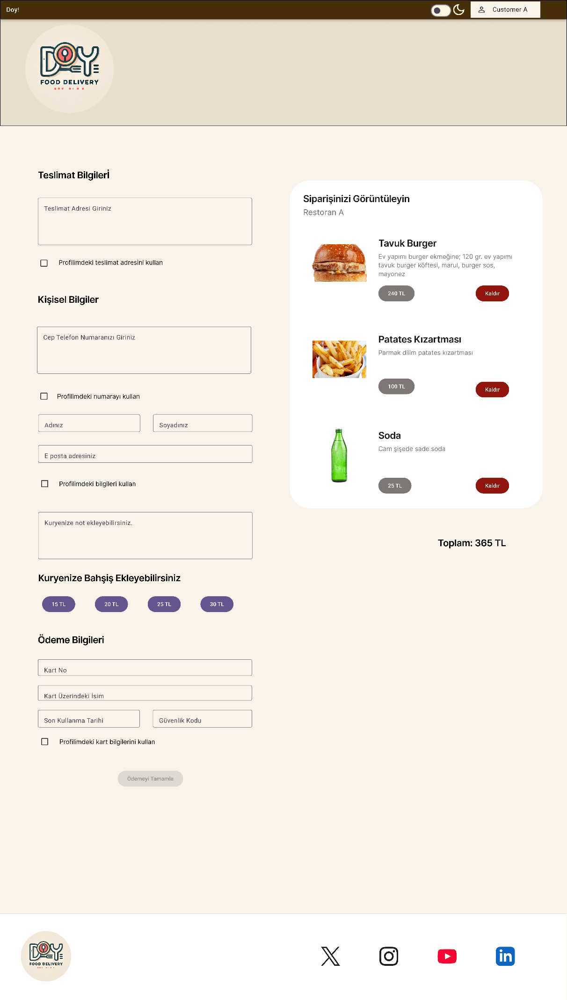 Doy!
Customer A
DOY
FOOD DELIVERY
Teslimat Bilgilerİ
Teslimat Adresi Giriniz
Profilimdeki teslimat adresini kullan
Kişisel Bilgiler
Cep Telefon Numaranızı Giriniz
Profilimdeki numarayı kullan
Adınız
Soyadınız
E posta adresiniz
Profilimdeki bilgileri kullan
Kuryenize not ekleyebilirsiniz.
Kuryenize Bahşiş Ekleyebilirsiniz
15 TL
20 TL
25 TL
30 TL
Ödeme Bilgileri
Kart No
Kart Üzerindeki İsim
Son Kullanma Tarihi
Güvenlik Kodu
Profilimdeki kart bilgilerini kullan
Ödemeyi Tamamla
Siparişinizi Görüntüleyin
Restoran A
Tavuk Burger
Ev yapımı burger ekmeğine; 120 gr. ev yapımı
tavuk burger köftesi, marul, burger sos,
mayonez
240 TL
Kaldır
Patates Kızartması
Parmak dilim patates kızartması
100 TL
Kaldır
Soda
Cam şişede sade soda
25 TL
Kaldır
Toplam: 365 TL
DOY
FOOD DELIVERY
in